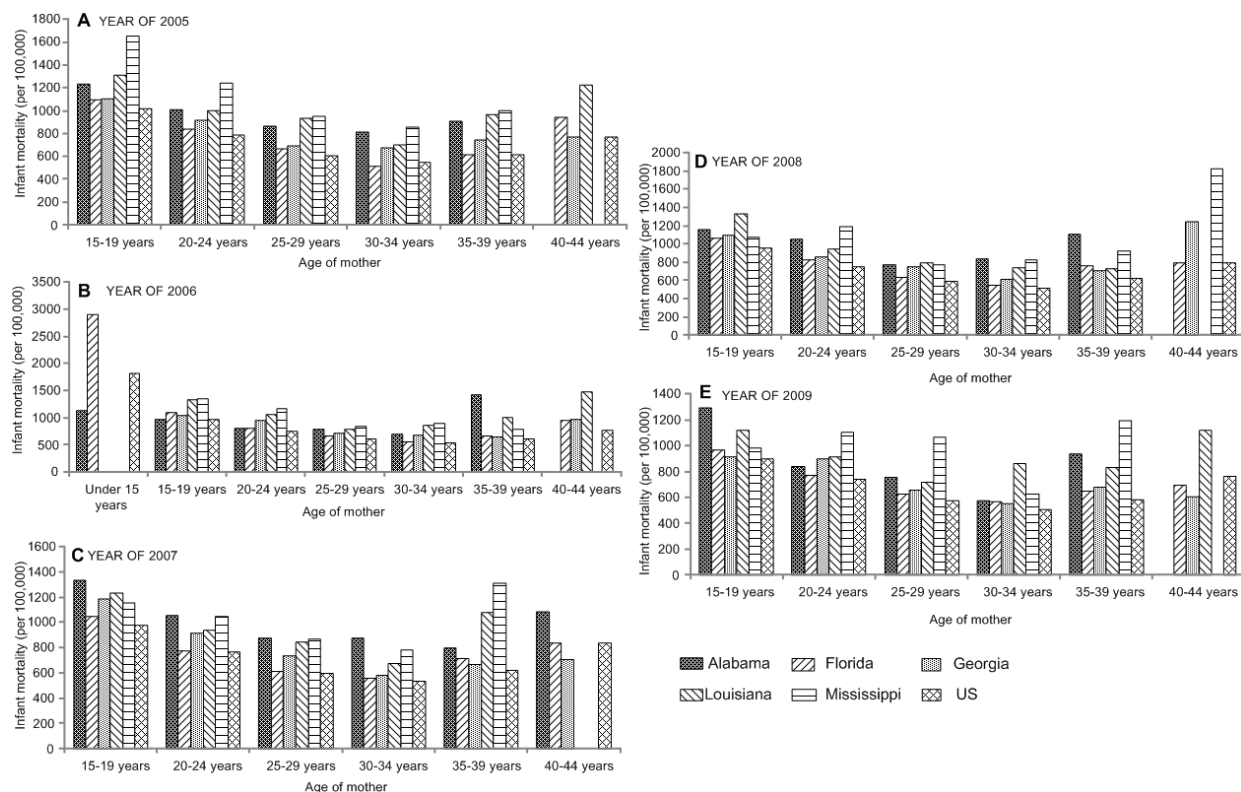 A YEAR OF 2005
Infant mortality (per 100,000)
1800
1600
1400
1200
1000
800
600
400
200
0
15-19 years 20-24 years 25-29 years 30-34 years 35-39 years 40-44 years
Age of mother
B YEAR OF 2006
Infant mortality (per 100,000)
3500
3000
2500
2000
1500
1000
500
0
Under 15 years 15-19 years 20-24 years 25-29 years 30-34 years 35-39 years 40-44 years
Age of mother
C YEAR OF 2007
Infant mortality (per 100,000)
1600
1400
1200
1000
800
600
400
200
0
15-19 years 20-24 years 25-29 years 30-34 years 35-39 years 40-44 years
Age of mother
D YEAR OF 2008
Infant mortality (per 100,000)
2000
1800
1600
1400
1200
1000
800
600
400
200
0
15-19 years 20-24 years 25-29 years 30-34 years 35-39 years 40-44 years
Age of mother
E YEAR OF 2009
Infant mortality (per 100,000)
1400
1200
1000
800
600
400
200
0
15-19 years 20-24 years 25-29 years 30-34 years 35-39 years 40-44 years
Age of mother
Alabama Florida Georgia
Louisiana Mississippi US